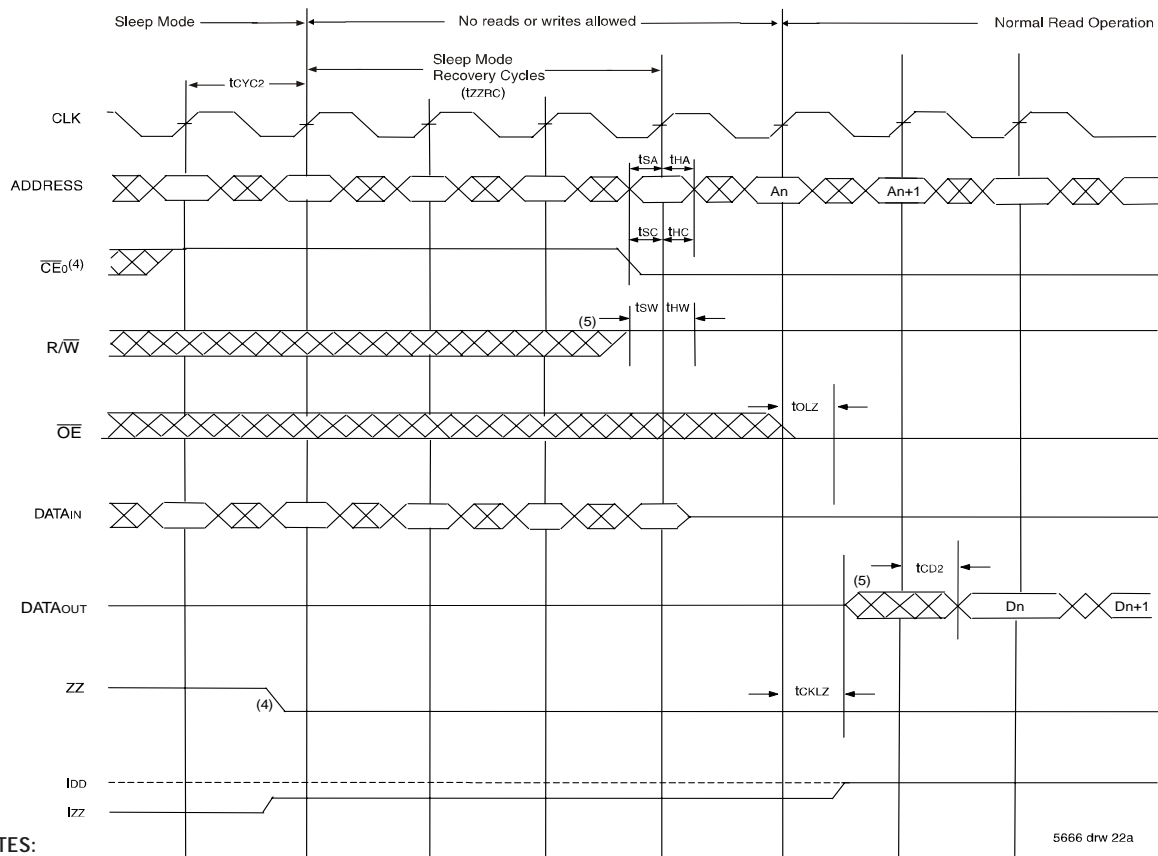 Sleep Mode
No reads or writes allowed
Normal Read Operation
Sleep Mode
Recovery Cycles
(tZZRC)
tCYC2
CLK
tSA
tHA
ADDRESS
An
An+1
tSC
tHC
CE0(4)
tSW
tHW
(5)
R/W
tOLZ
OE
DATAIN
tCD2
(5)
DATAOUT
Dn
Dn+1
ZZ
(4)
tCKLZ
IDD
IZZ
5666 drw 22a
TES: